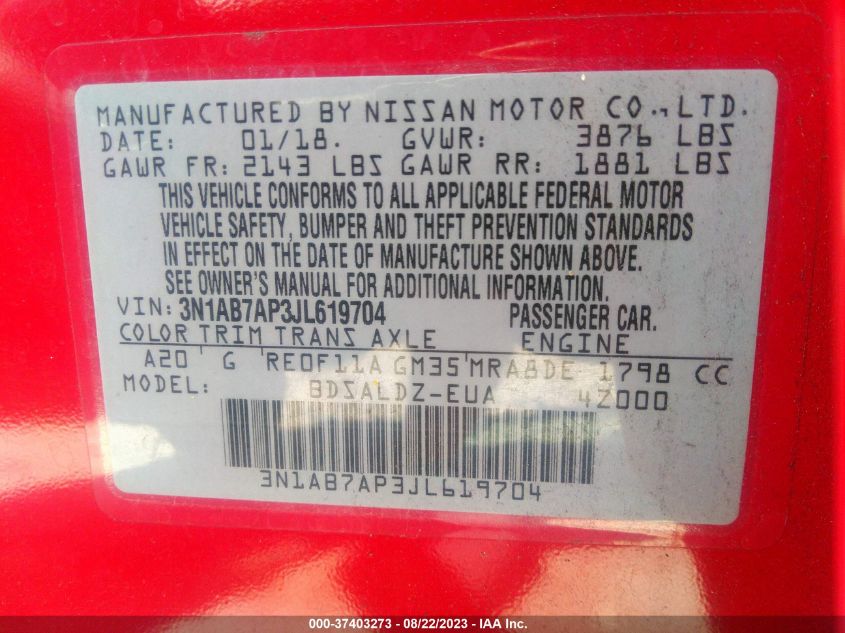 MANUFACTURED BY NISSAN MOTOR CO., LTD.
DATE: 01/18. GVWR: 3876 LBS
GAWR FR: 2143 LBS GAWR RR: 1881 LBS
THIS VEHICLE CONFORMS TO ALL APPLICABLE FEDERAL MOTOR
VEHICLE SAFETY, BUMPER AND THEFT PREVENTION STANDARDS
IN EFFECT ON THE DATE OF MANUFACTURE SHOWN ABOVE.
SEE OWNER'S MANUAL FOR ADDITIONAL INFORMATION.
VIN: 3N1AB7AP3JL619704 PASSENGER CAR.
COLOR TRIM TRANS AXLE ENGINE
A20 G RE0F11A GM35 MRA8DE 1798 CC
MODEL: BDSALDZ-EUA 4Z000
3N1AB7AP3JL619704
000-37403273 - 08/22/2023 - COPYRIGHT IAA, Inc.